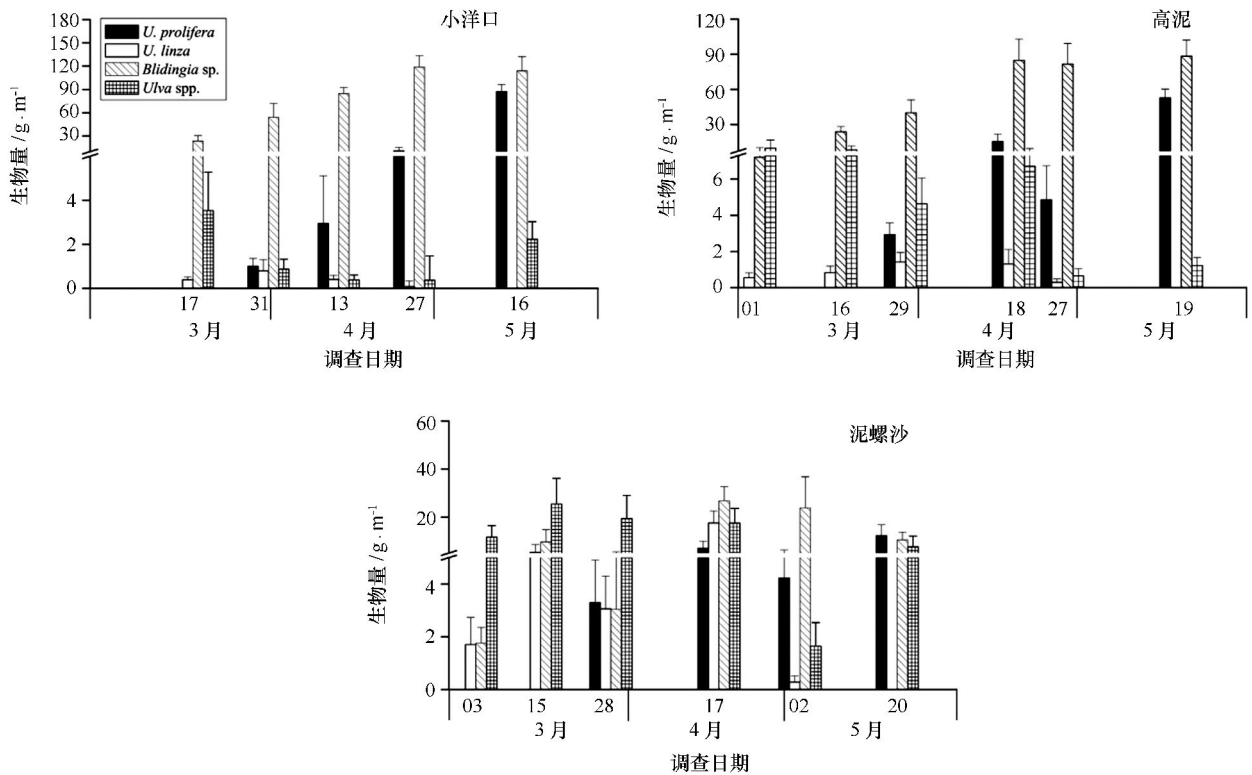 小洋口
180
150
120
90
60
30
4
2
0
生物量/g·m⁻¹
U. prolifera
U. linza
Blidingia sp.
Ulva spp.
17 31 13 27 16
3月 4月 5月
调查日期
高泥
120
90
60
30
6
4
2
0
生物量/g·m⁻¹
01 16 29 18 27 19
3月 4月 5月
调查日期
泥螺沙
60
40
20
4
2
0
生物量/g·m⁻¹
03 15 28 17 02 20
3月 4月 5月
调查日期